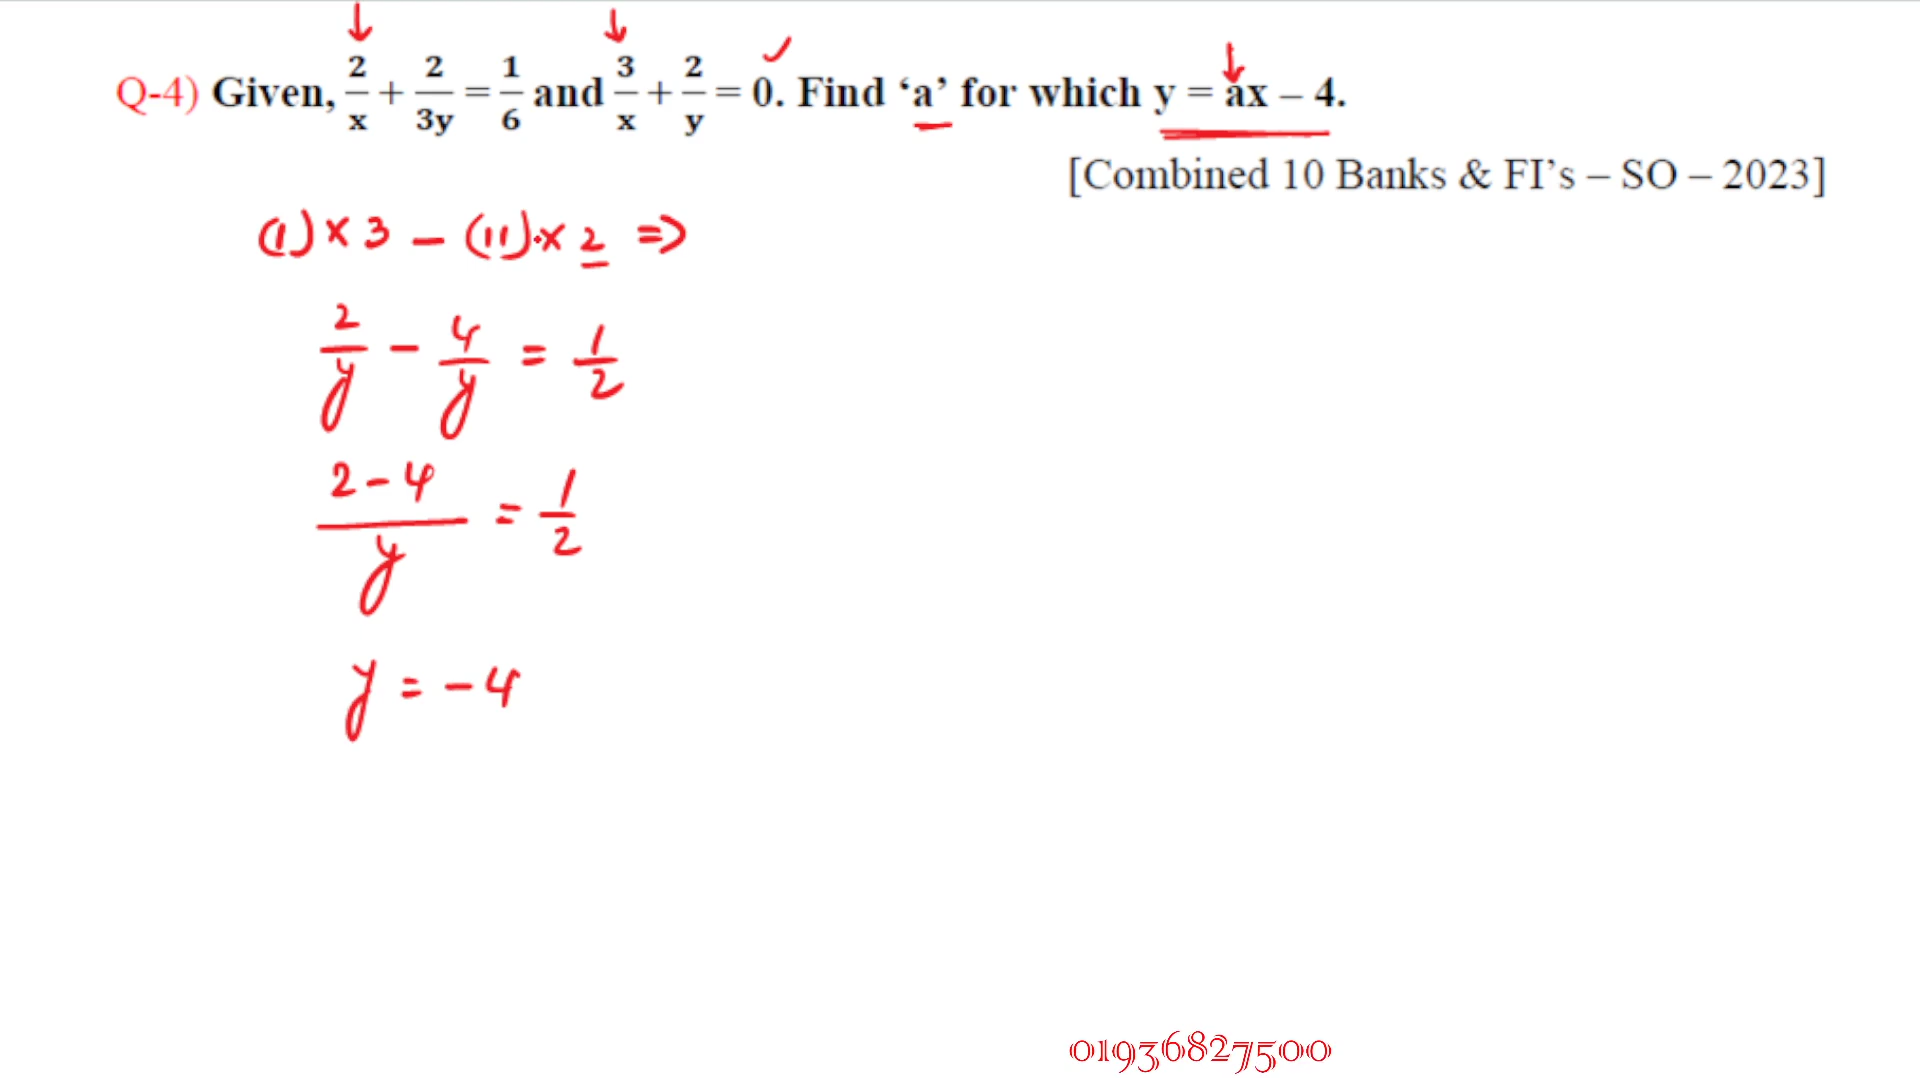 Q-4) Given, 2/x + 2/3y = 1/6 and 3/x + 2/y = 0. Find ‘a’ for which y = ax – 4.
[Combined 10 Banks & FI’s – SO – 2023]
(I) × 3 – (II) × 2 ⇒
2/y – 4/y = 1/2
2 – 4/y = 1/2
y = – 4
01936827500